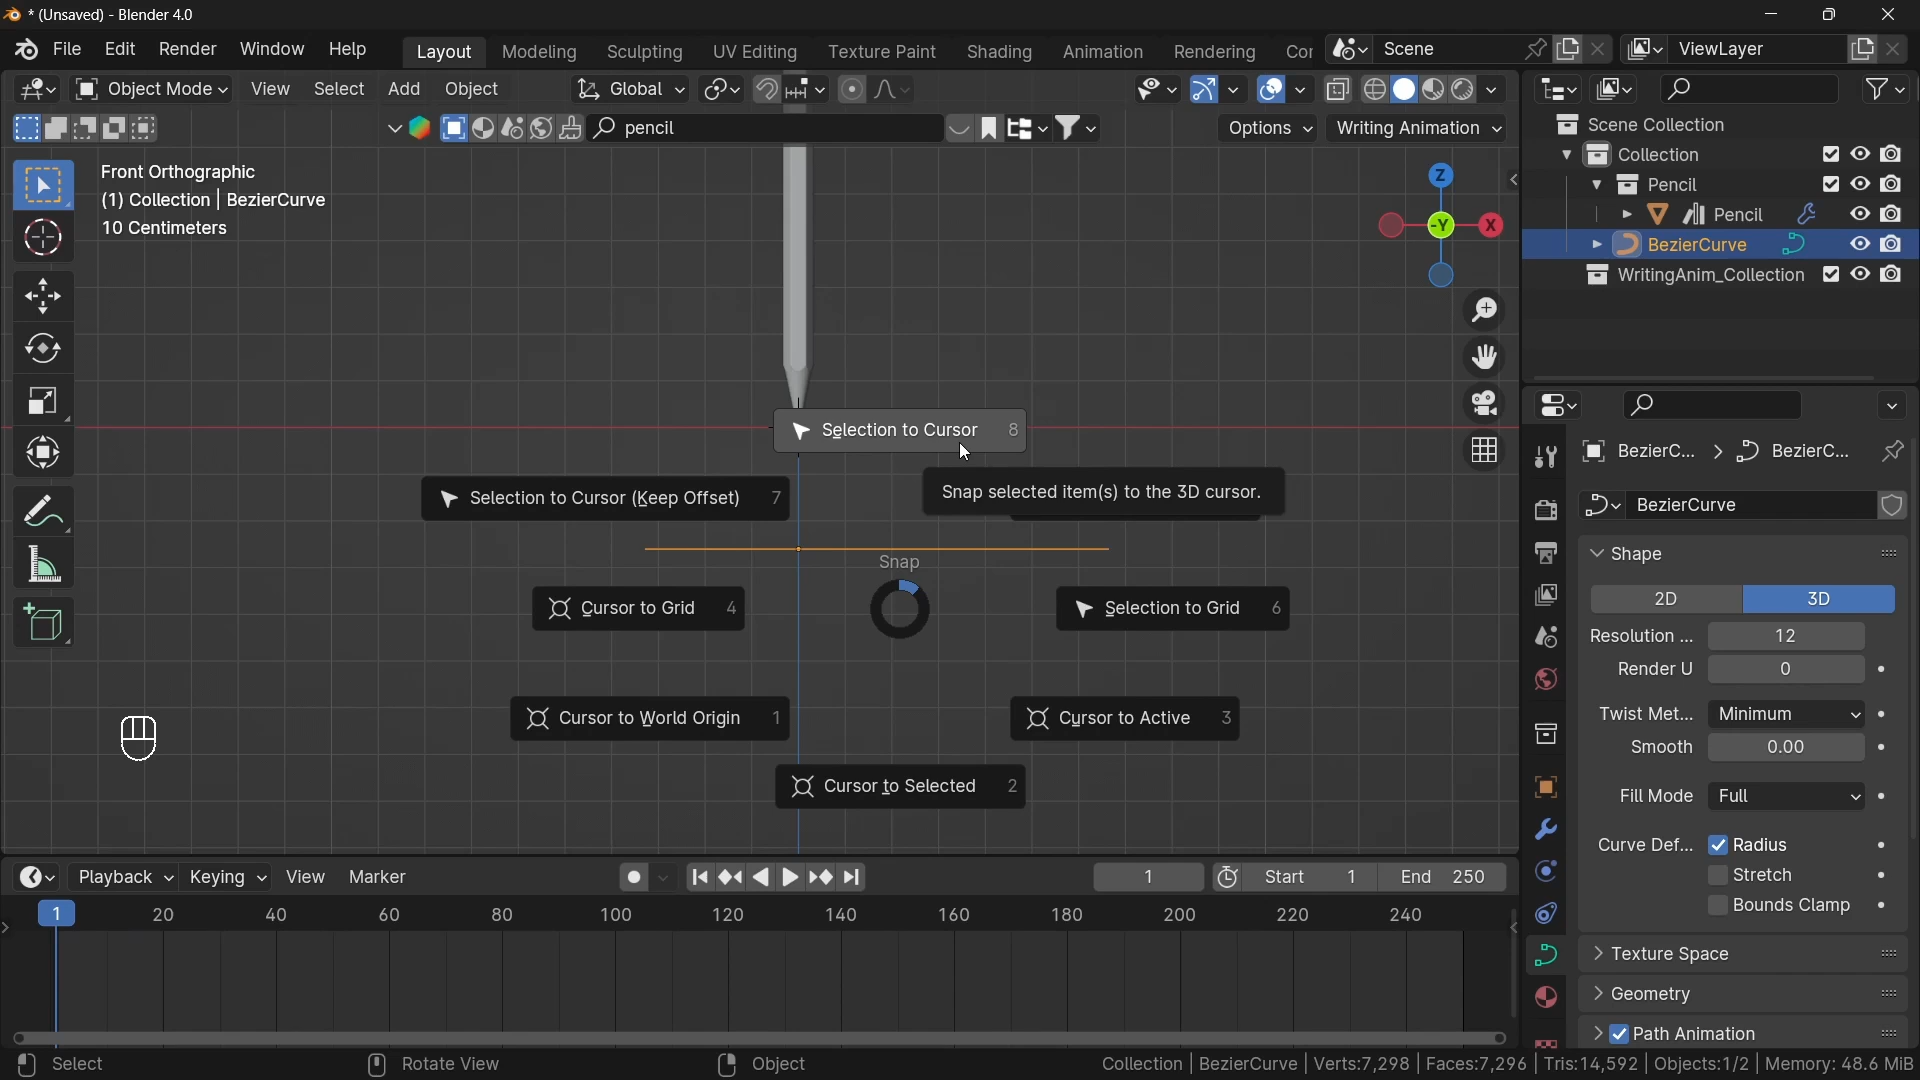 * (Unsaved) - Blender 4.0
File Edit Render Window Help
Layout Modeling Sculpting UV Editing Texture Paint Shading Animation Rendering Cor
Scene
ViewLayer
Object Mode View Select Add Object
Global
pencil
Options
Writing Animation
Front Orthographic
(1) Collection | BezierCurve
10 Centimeters
Z
-Y
X
Selection to Cursor 8
Selection to Cursor (Keep Offset) 7
Snap selected item(s) to the 3D cursor.
Snap
Cursor to Grid 4
Selection to Grid 6
Cursor to World Origin 1
Cursor to Active 3
Cursor to Selected 2
Scene Collection
Collection
Pencil
Pencil
BezierCurve
WritingAnim_Collection
BezierC... > BezierC...
BezierCurve
Shape
2D 3D
Resolution ... 12
Render U 0
Twist Met... Minimum
Smooth 0.00
Fill Mode Full
Curve Def... Radius
Stretch
Bounds Clamp
Texture Space
Geometry
Path Animation
Playback Keying View Marker
1
Start 1 End 250
1 20 40 60 80 100 120 140 160 180 200 220 240
Select Rotate View Object
Collection | BezierCurve | Verts:7,298 | Faces:7,296 | Tris:14,592 | Objects:1/2 | Memory: 48.6 MiB